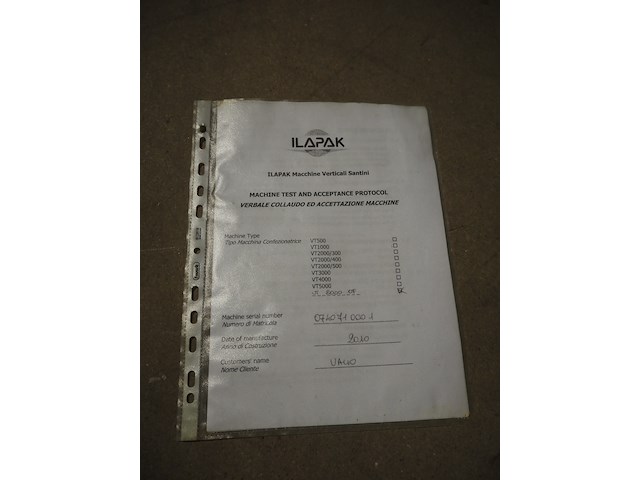 ILAPAK
ILAPAK Macchine Verticali Santini
MACHINE TEST AND ACCEPTANCE PROTOCOL
VERBALE COLLAUDO ED ACCETTAZIONE MACCHINE
Machine Type
Tipo Macchina Confezionatrice
VT500
VT1000
VT2000/300
VT2000/400
VT2000/500
VT3000
VT4000
VT5000
Machine serial number
Numero di Matricola
Date of manufacture 2010
Anno di Costruzione
Customers' name VALIO
Nome Cliente